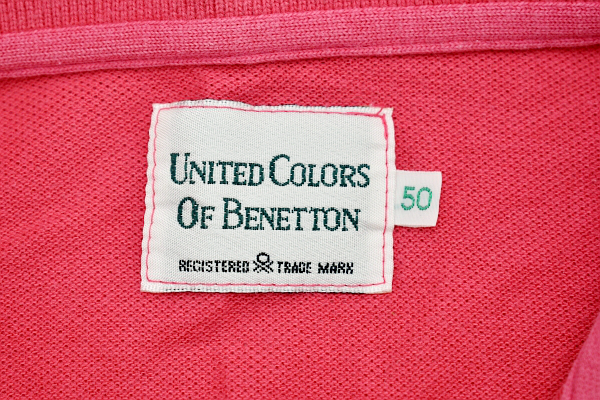 UNITED COLORS
OF BENETTON
50
REGISTERED TRADE MARK